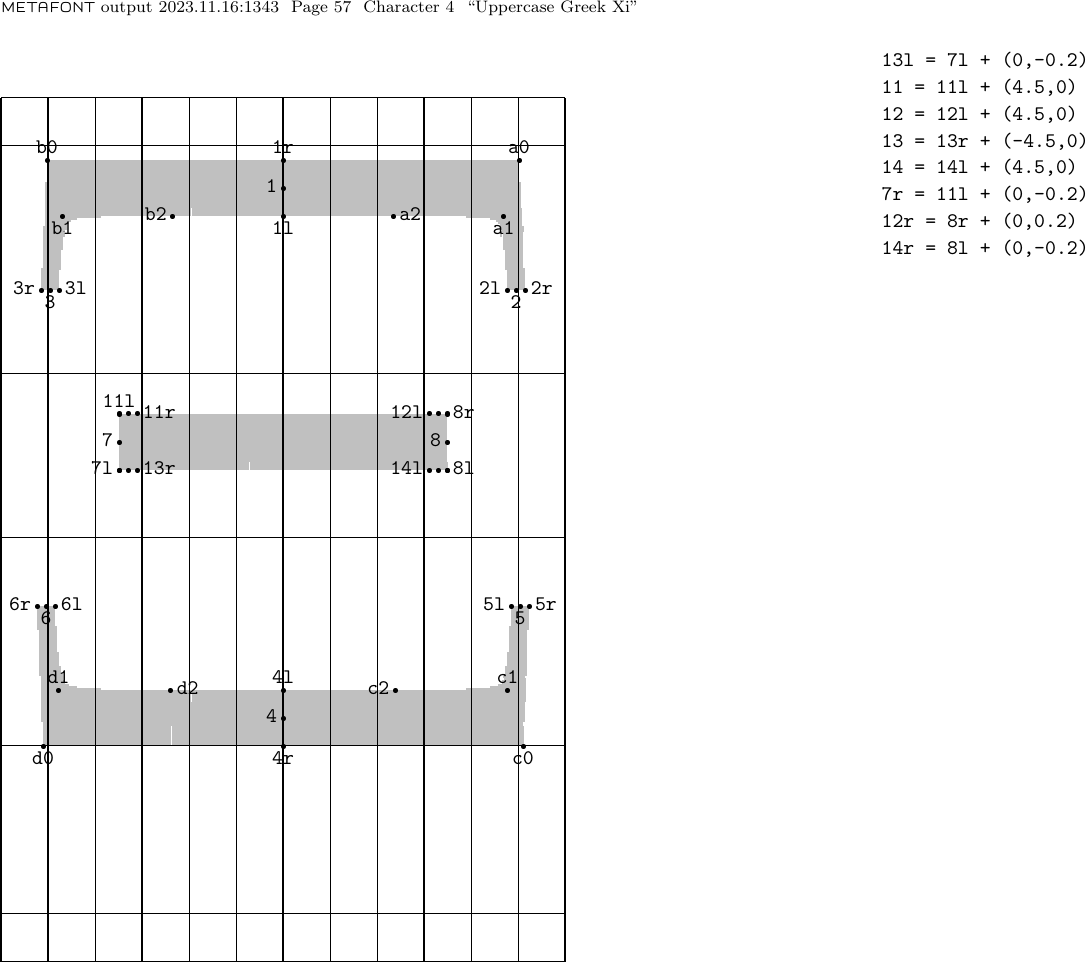 METAFONT output 2023.11.16:1343 Page 57 Character 4 “Uppercase Greek Xi”
13l = 7l + (0,-0.2)
11 = 11l + (4.5,0)
12 = 12l + (4.5,0)
13 = 13r + (-4.5,0)
14 = 14l + (4.5,0)
7r = 11l + (0,-0.2)
12r = 8r + (0,0.2)
14r = 8l + (0,-0.2)
b0 1r a0
1
b1 b2 1l a2 a1
3r 3 3l 2l 2 2r
11l 11r 12l 8r
7 8
7l 13r 14l 8l
6r 6 6l 5l 5 5r
d1 d2 4l c2 c1
4
d0 4r c0